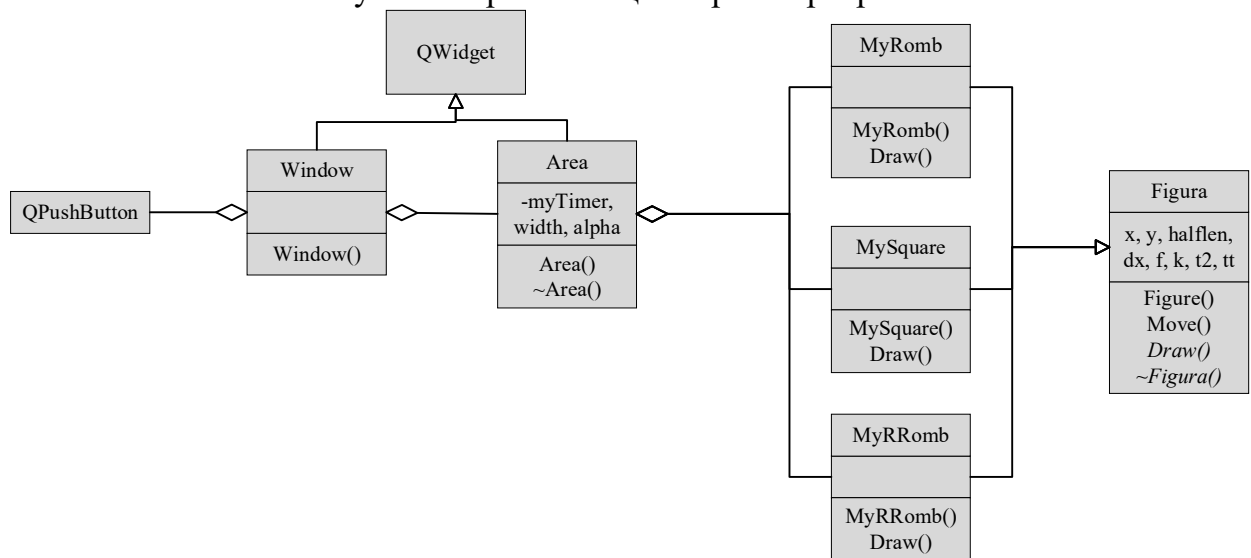 QWidget
QPushButton
Window
Window()
Area
-myTimer,
width, alpha
Area()
~Area()
MyRomb
MyRomb()
Draw()
MySquare
MySquare()
Draw()
MyRRomb
MyRRomb()
Draw()
Figura
x, y, halflen,
dx, f, k, t2, tt
Figure()
Move()
Draw()
~Figura()